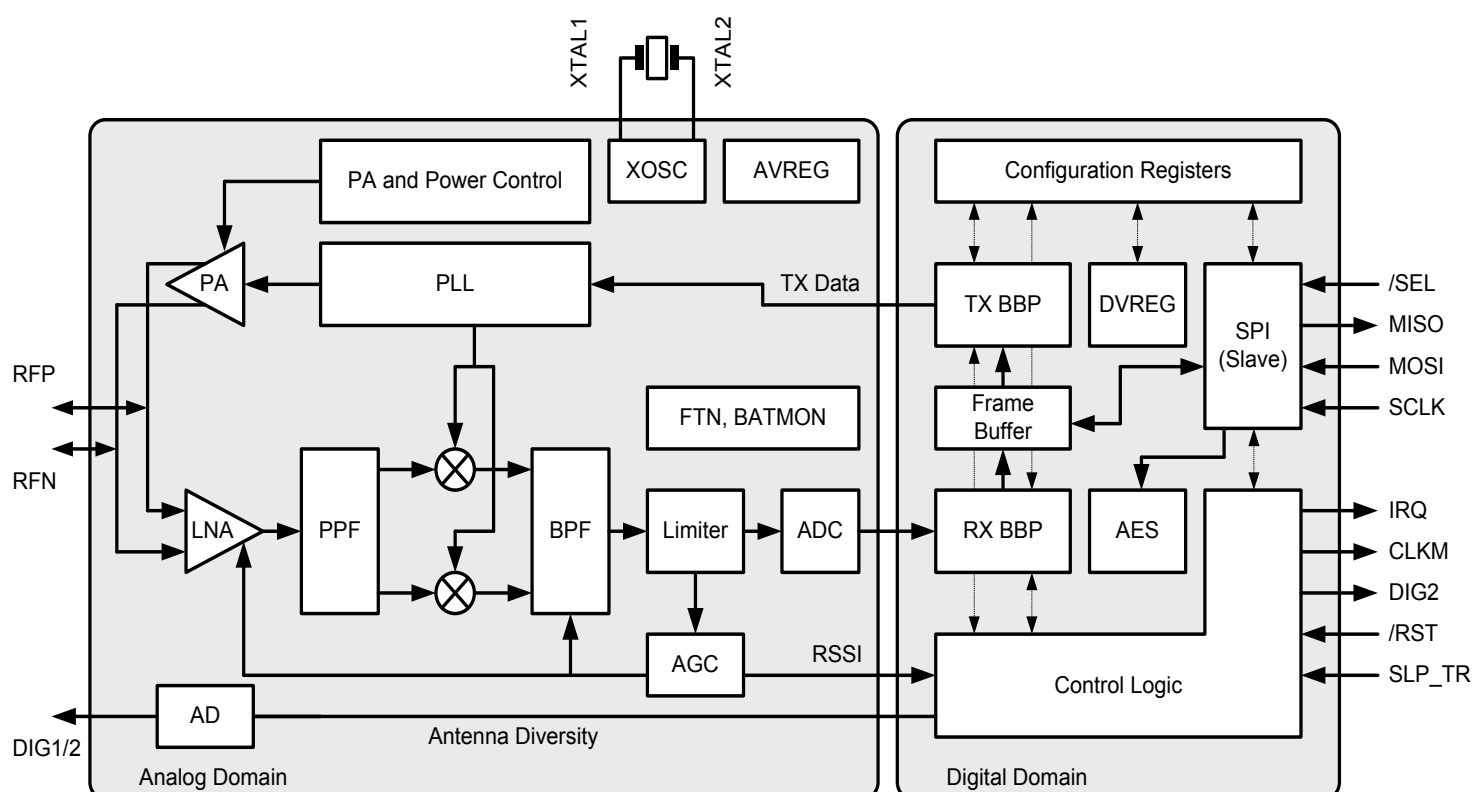 XTAL1
XTAL2
PA and Power Control
XOSC
AVREG
Configuration Registers
PA
PLL
TX Data
TX BBP
DVREG
SPI
(Slave)
/SEL
MISO
MOSI
SCLK
RFP
RFN
FTN, BATMON
Frame
Buffer
LNA
PPF
BPF
Limiter
ADC
RX BBP
AES
IRQ
CLKM
DIG2
/RST
SLP_TR
AGC
RSSI
Control Logic
AD
DIG1/2
Antenna Diversity
Analog Domain
Digital Domain